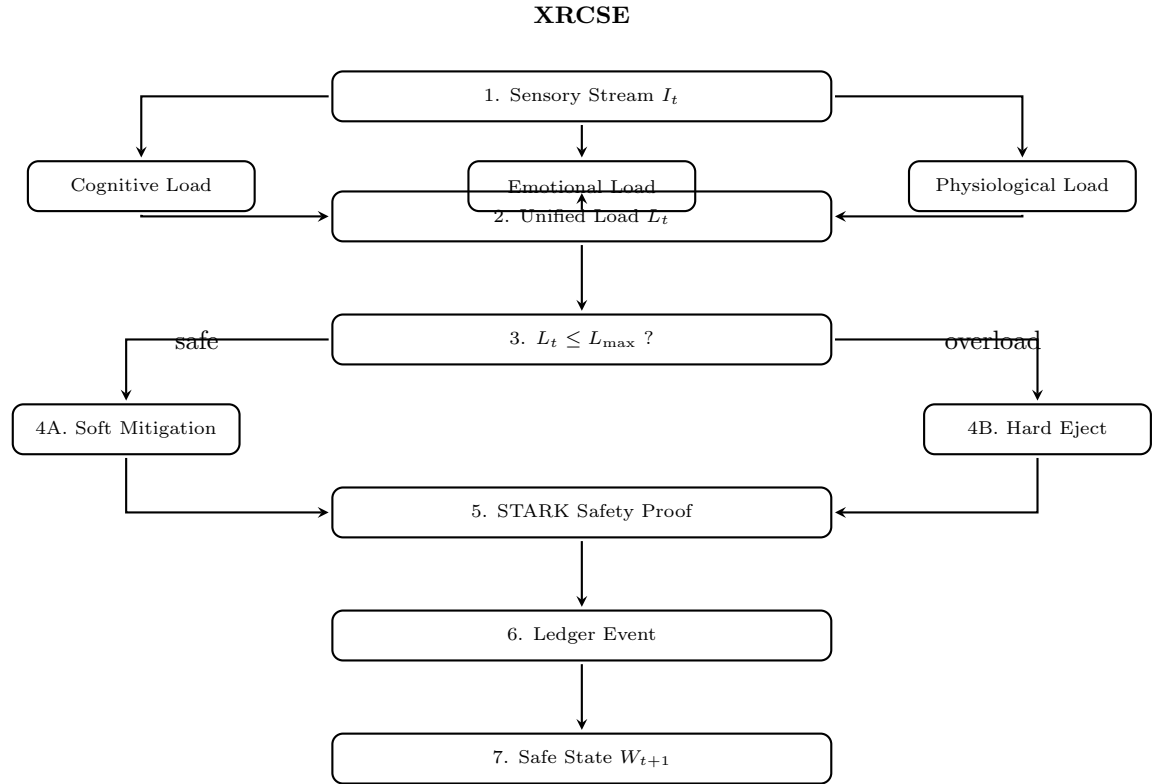 XRCSE
1. Sensory Stream I_t
Cognitive Load
Emotional Load
Physiological Load
2. Unified Load L_t
safe
3. L_t ≤ L_max ?
overload
4A. Soft Mitigation
4B. Hard Eject
5. STARK Safety Proof
6. Ledger Event
7. Safe State W_{t+1}